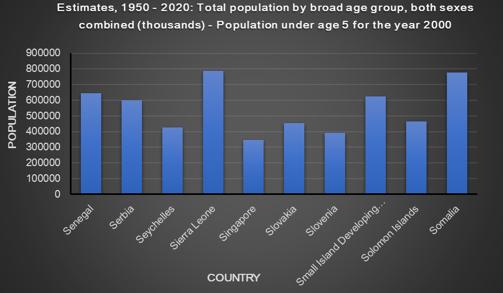 Estimates, 1950 - 2020: Total population by broad age group, both sexes
combined (thousands) - Population under age 5 for the year 2000
POPULATION
900000
800000
700000
600000
500000
400000
300000
200000
100000
0
Senegal
Serbia
Seychelles
Sierra Leone
Singapore
Slovakia
Slovenia
Small Island Developing...
Solomon Islands
Somalia
COUNTRY